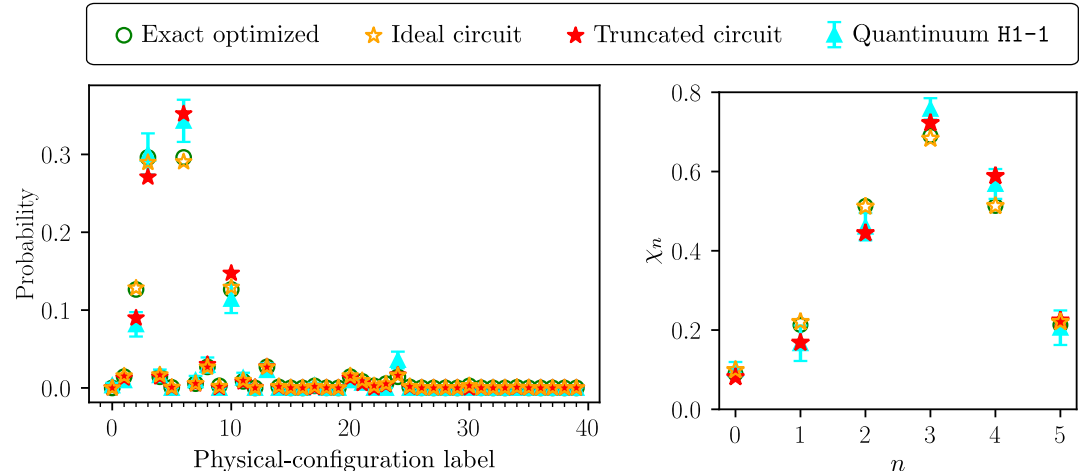 Exact optimized Ideal circuit Truncated circuit Quantinuum H1-1
Probability
0.3
0.2
0.1
0.0
0 10 20 30 40
Physical-configuration label
χn
0.8
0.6
0.4
0.2
0.0
0 1 2 3 4 5
n